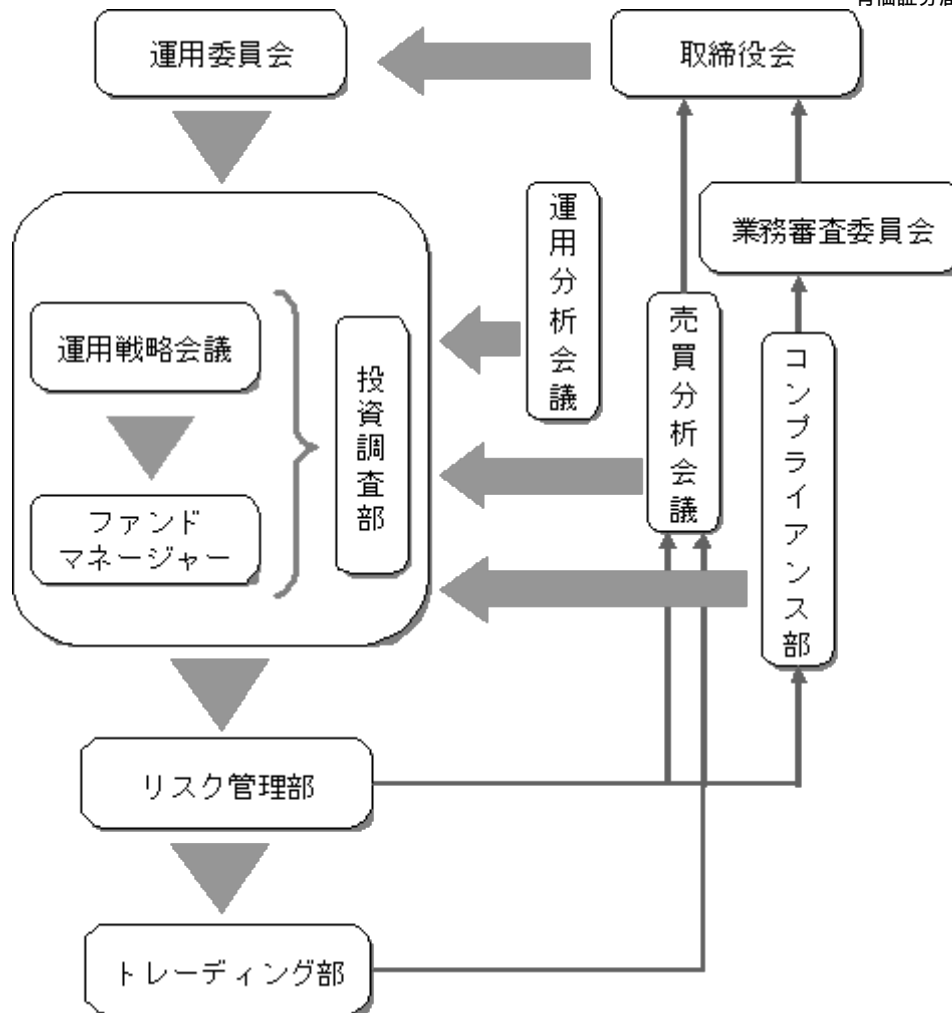 運用委員会
取締役会
業務審査委員会
運用分析会議
売買分析会議
コンプライアンス部
運用戦略会議
投資調査部
ファンド
マネージャー
リスク管理部
トレーディング部